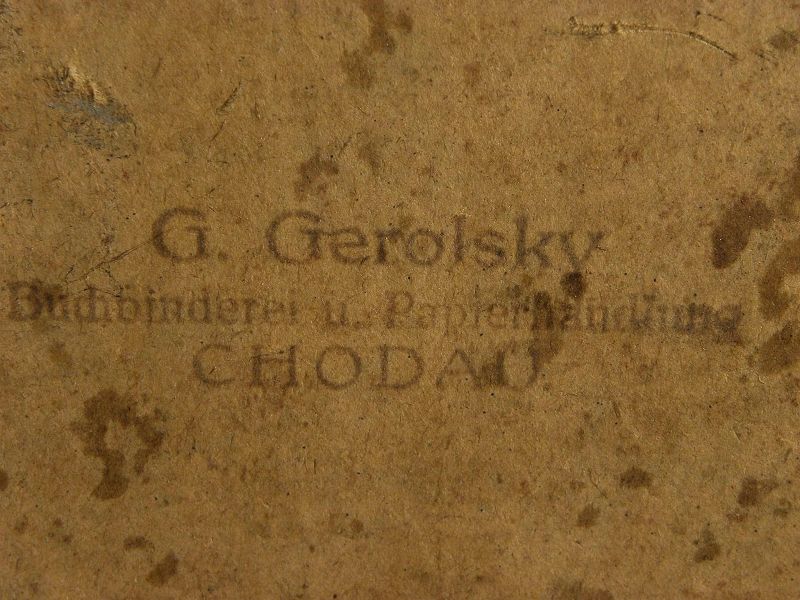 G. Gerolsky
Buchbinderei u. Papierhandlung
CHODAU.